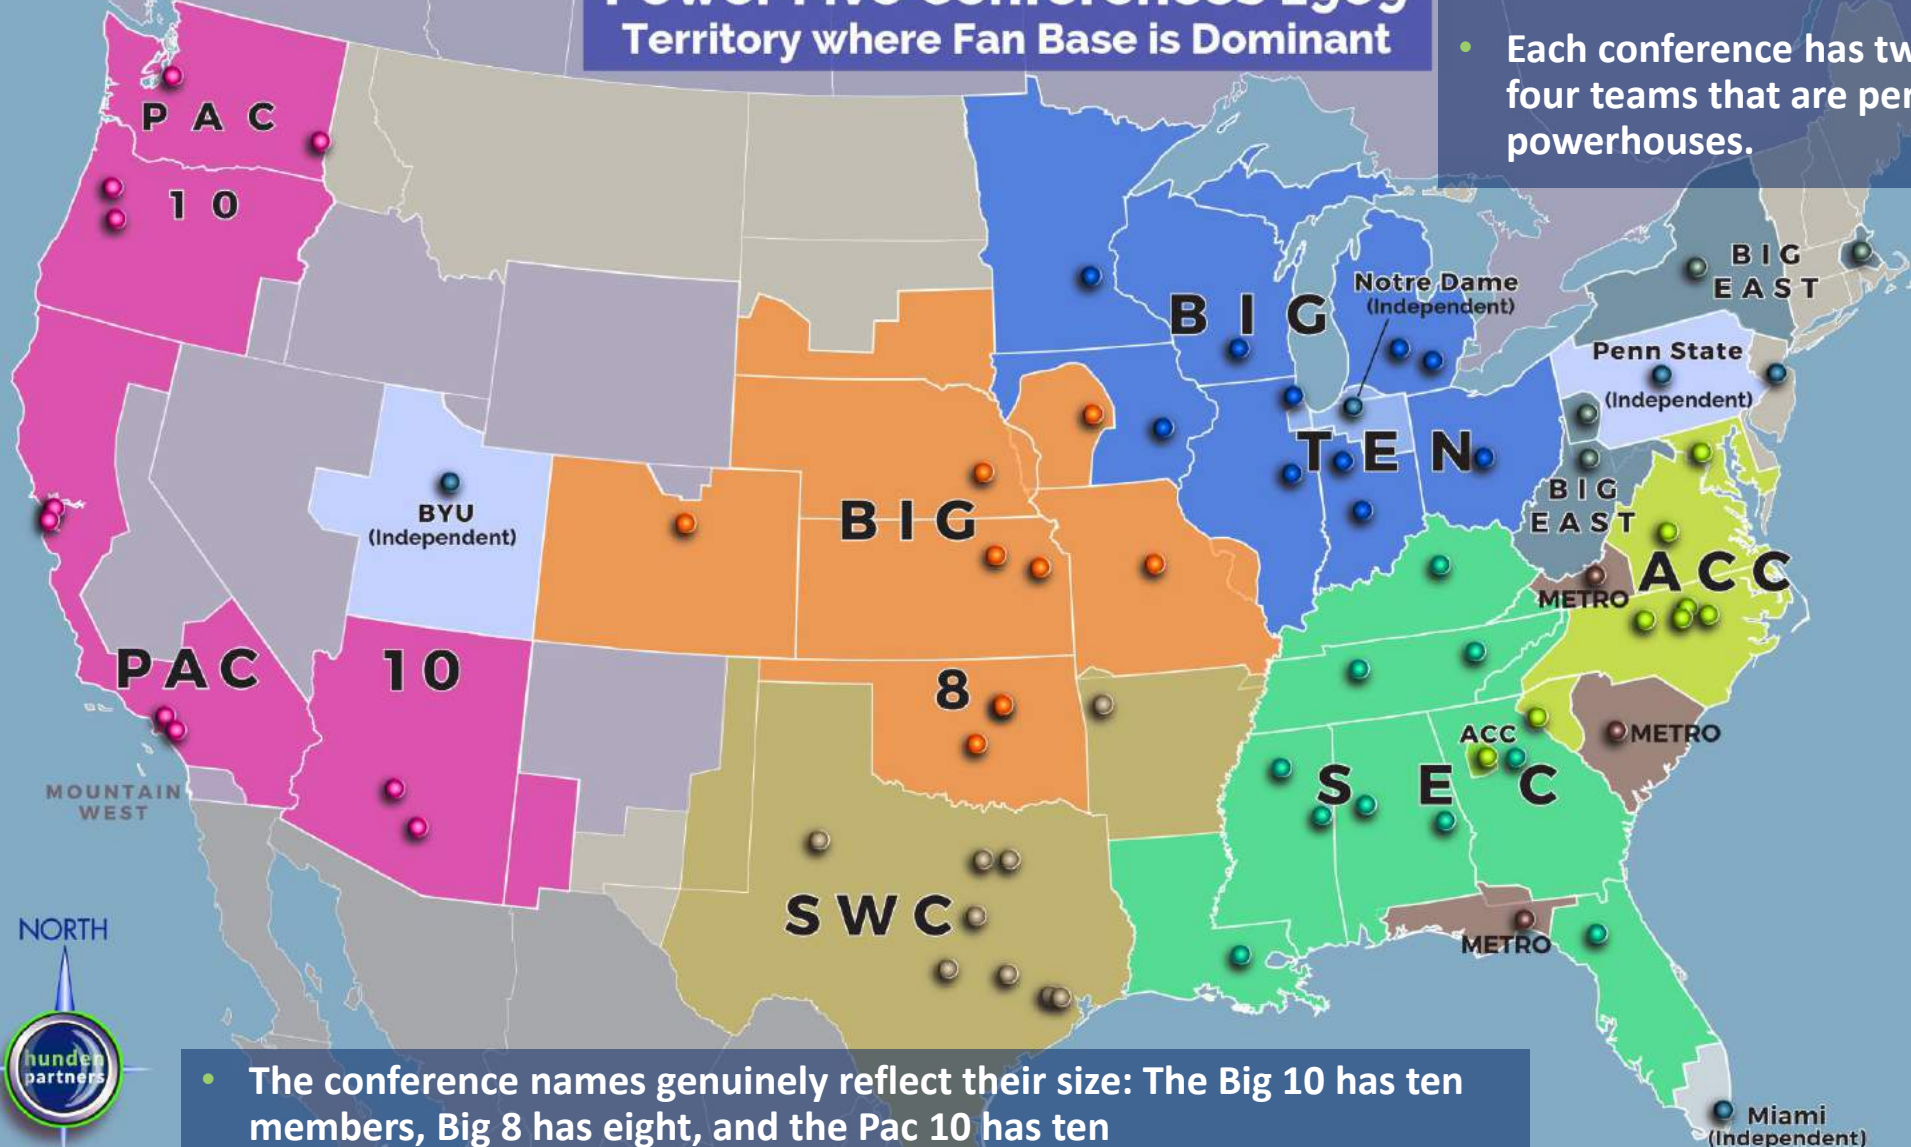 Territory where Fan Base is Dominant
• Each conference has
four teams that are
powerhouses.
PAC
10
BIG
EAST
Notre Dame
(Independent)
BIG
TEN
Penn State
(Independent)
BYU
(Independent)
BIG
8
BIG
EAST
ACC
METRO
PAC 10
ACC
METRO
SEC
MOUNTAIN
WEST
SWC
METRO
NORTH
hunden
partners
Miami
(Independent)
• The conference names genuinely reflect their size: The Big 10 has ten
members, Big 8 has eight, and the Pac 10 has ten